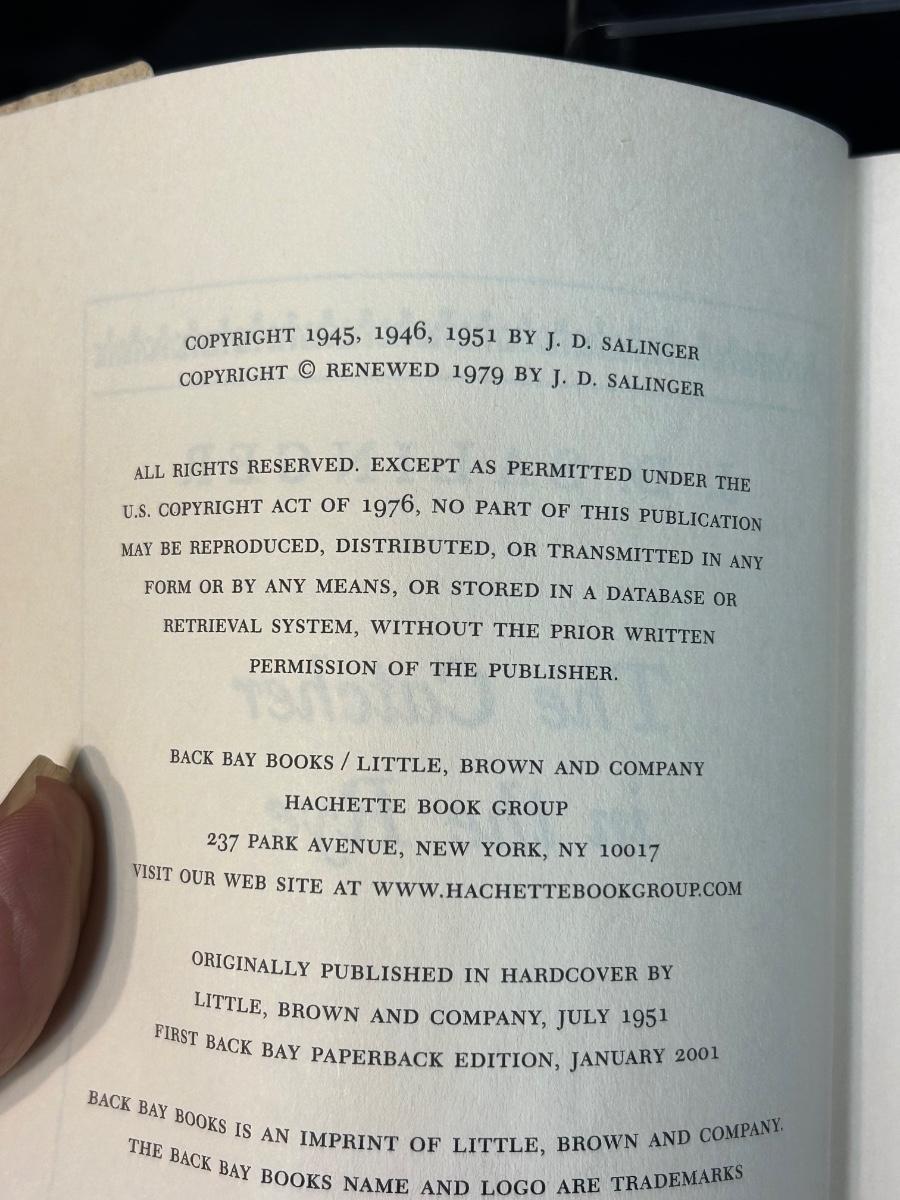 COPYRIGHT 1945, 1946, 1951 BY J. D. SALINGER
COPYRIGHT © RENEWED 1979 BY J. D. SALINGER
ALL RIGHTS RESERVED. EXCEPT AS PERMITTED UNDER THE
U.S. COPYRIGHT ACT OF 1976, NO PART OF THIS PUBLICATION
MAY BE REPRODUCED, DISTRIBUTED, OR TRANSMITTED IN ANY
FORM OR BY ANY MEANS, OR STORED IN A DATABASE OR
RETRIEVAL SYSTEM, WITHOUT THE PRIOR WRITTEN
PERMISSION OF THE PUBLISHER.
BACK BAY BOOKS / LITTLE, BROWN AND COMPANY
HACHETTE BOOK GROUP
237 PARK AVENUE, NEW YORK, NY 10017
VISIT OUR WEB SITE AT WWW.HACHETTEBOOKGROUP.COM
ORIGINALLY PUBLISHED IN HARDCOVER BY
LITTLE, BROWN AND COMPANY, JULY 1951
FIRST BACK BAY PAPERBACK EDITION, JANUARY 2001
BACK BAY BOOKS IS AN IMPRINT OF LITTLE, BROWN AND COMPANY.
THE BACK BAY BOOKS NAME AND LOGO ARE TRADEMARKS